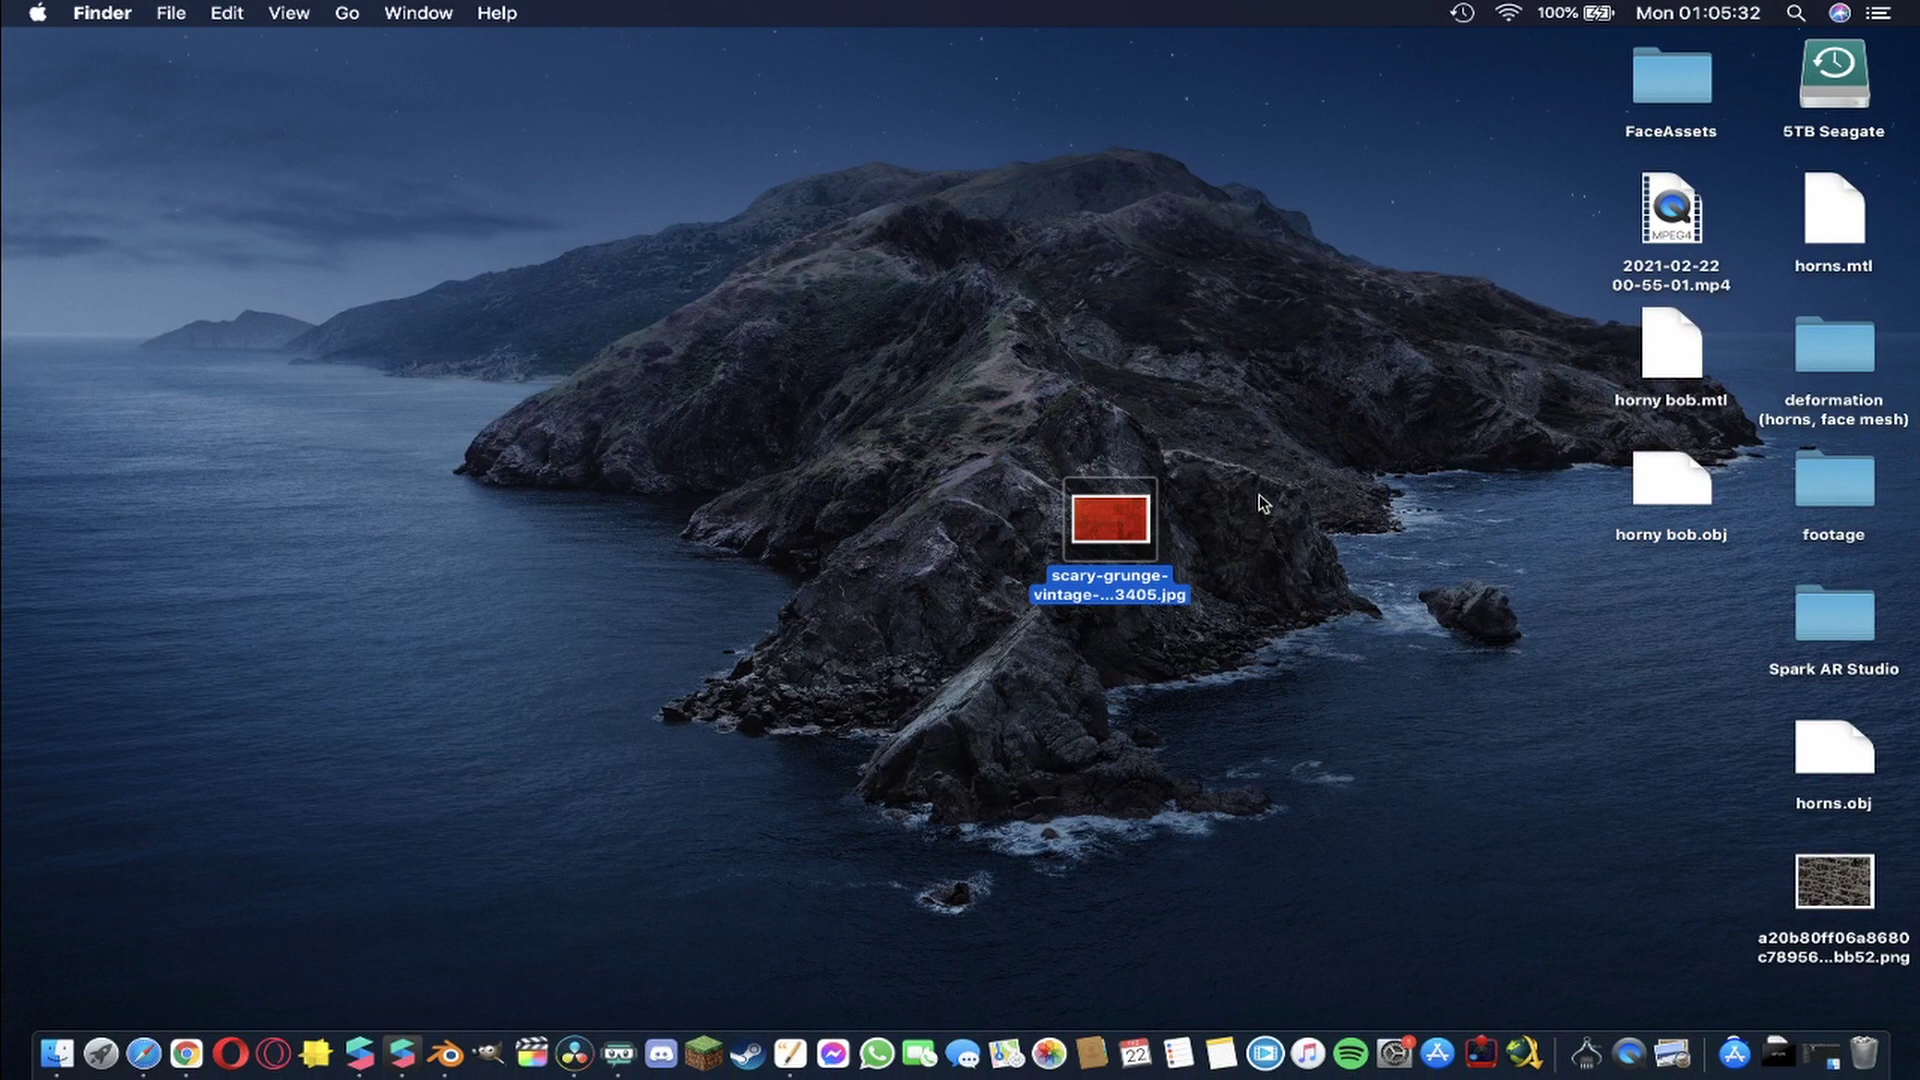 Finder File Edit View Go Window Help
100% Mon 01:05:32
FaceAssets
5TB Seagate
MPEG4
2021-02-22
00-55-01.mp4
horns.mtl
horny bob.mtl
deformation
(horns, face mesh)
horny bob.obj
footage
scary-grunge-
vintage-...3405.jpg
Spark AR Studio
horns.obj
a20b80ff06a8680
c78956...bb52.png
22